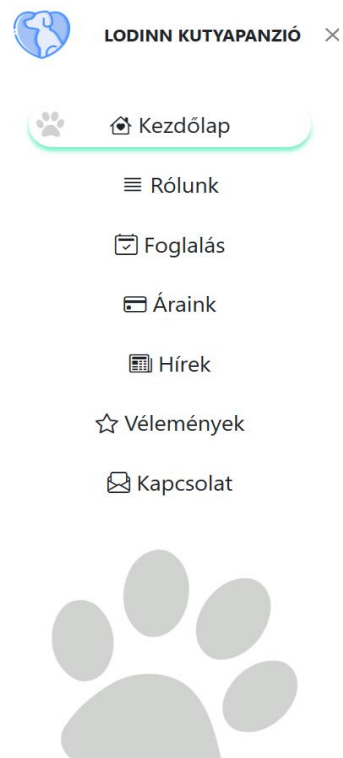 LODINN KUTYAPANZIÓ
Kezdőlap
Rólunk
Foglalás
Áraink
Hírek
Vélemények
Kapcsolat